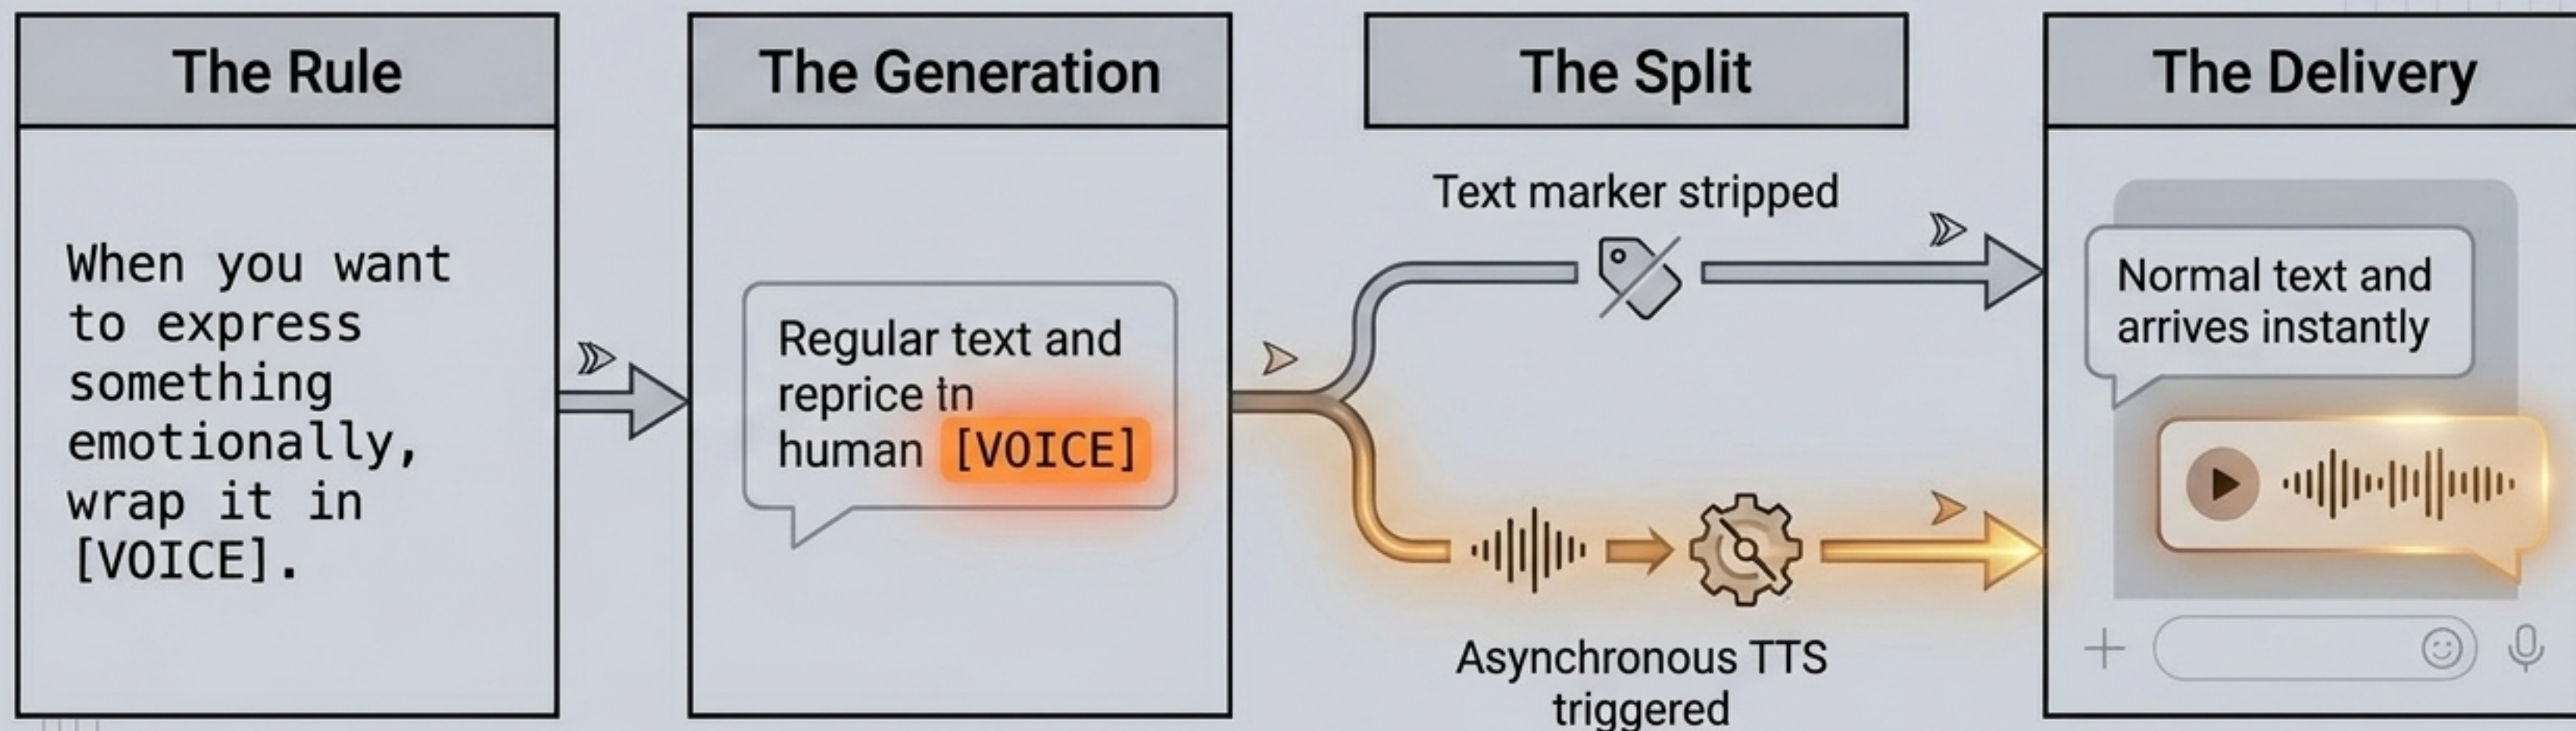 The Rule
When you want
to express
something
emotionally,
wrap it in
[VOICE].
The Generation
Regular text and
reprice tn
human [VOICE]
The Split
Text marker stripped
Asynchronous TTS
triggered
The Delivery
Normal text and
arrives instantly